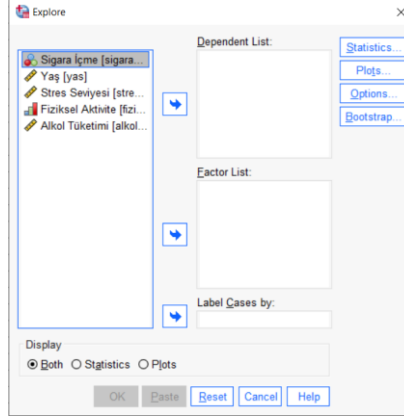 Explore
Dependent List:
Sigara İçme [sigara...
Yaş [yas]
Stres Seviyesi [stre...
Fiziksel Aktivite [fizi...
Alkol Tüketimi [alkol...
Statistics...
Plots...
Options...
Bootstrap...
Factor List:
Label Cases by:
Display
Both Statistics Plots
OK Paste Reset Cancel Help